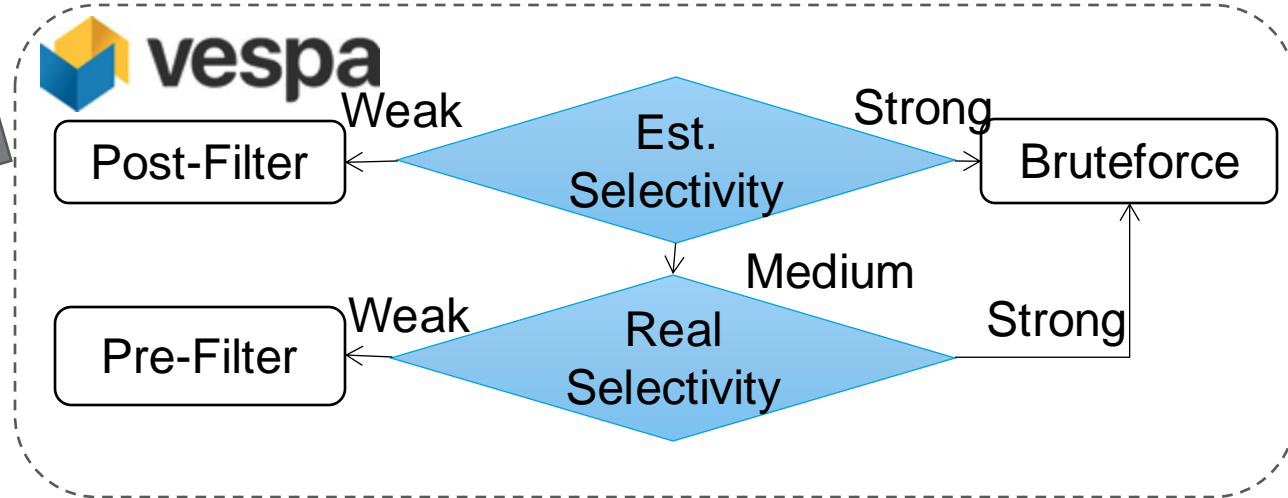 vespa
Weak
Strong
Post-Filter
Est.
Selectivity
Bruteforce
Medium
Weak
Strong
Pre-Filter
Real
Selectivity